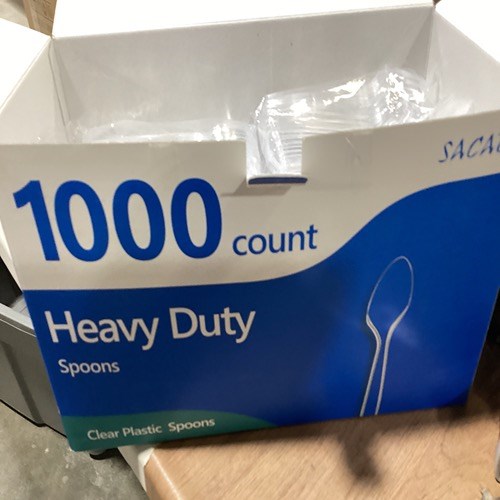 1000 count
Heavy Duty
Spoons
Clear Plastic Spoons